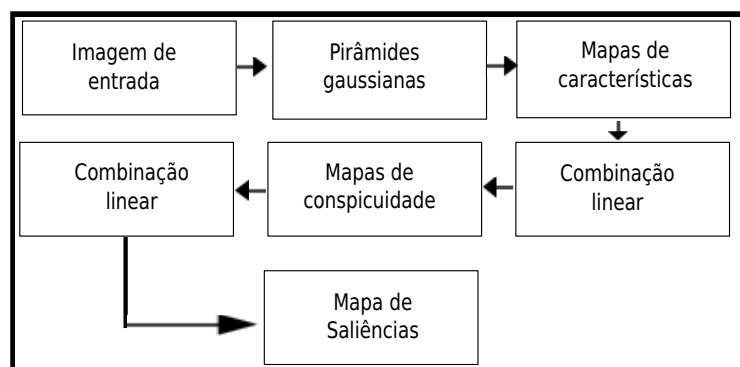 Imagem de
entrada
Pirâmides
gaussianas
Mapas de
características
Combinação
linear
Mapas de
conspicuidade
Combinação
linear
Mapa de
Saliências